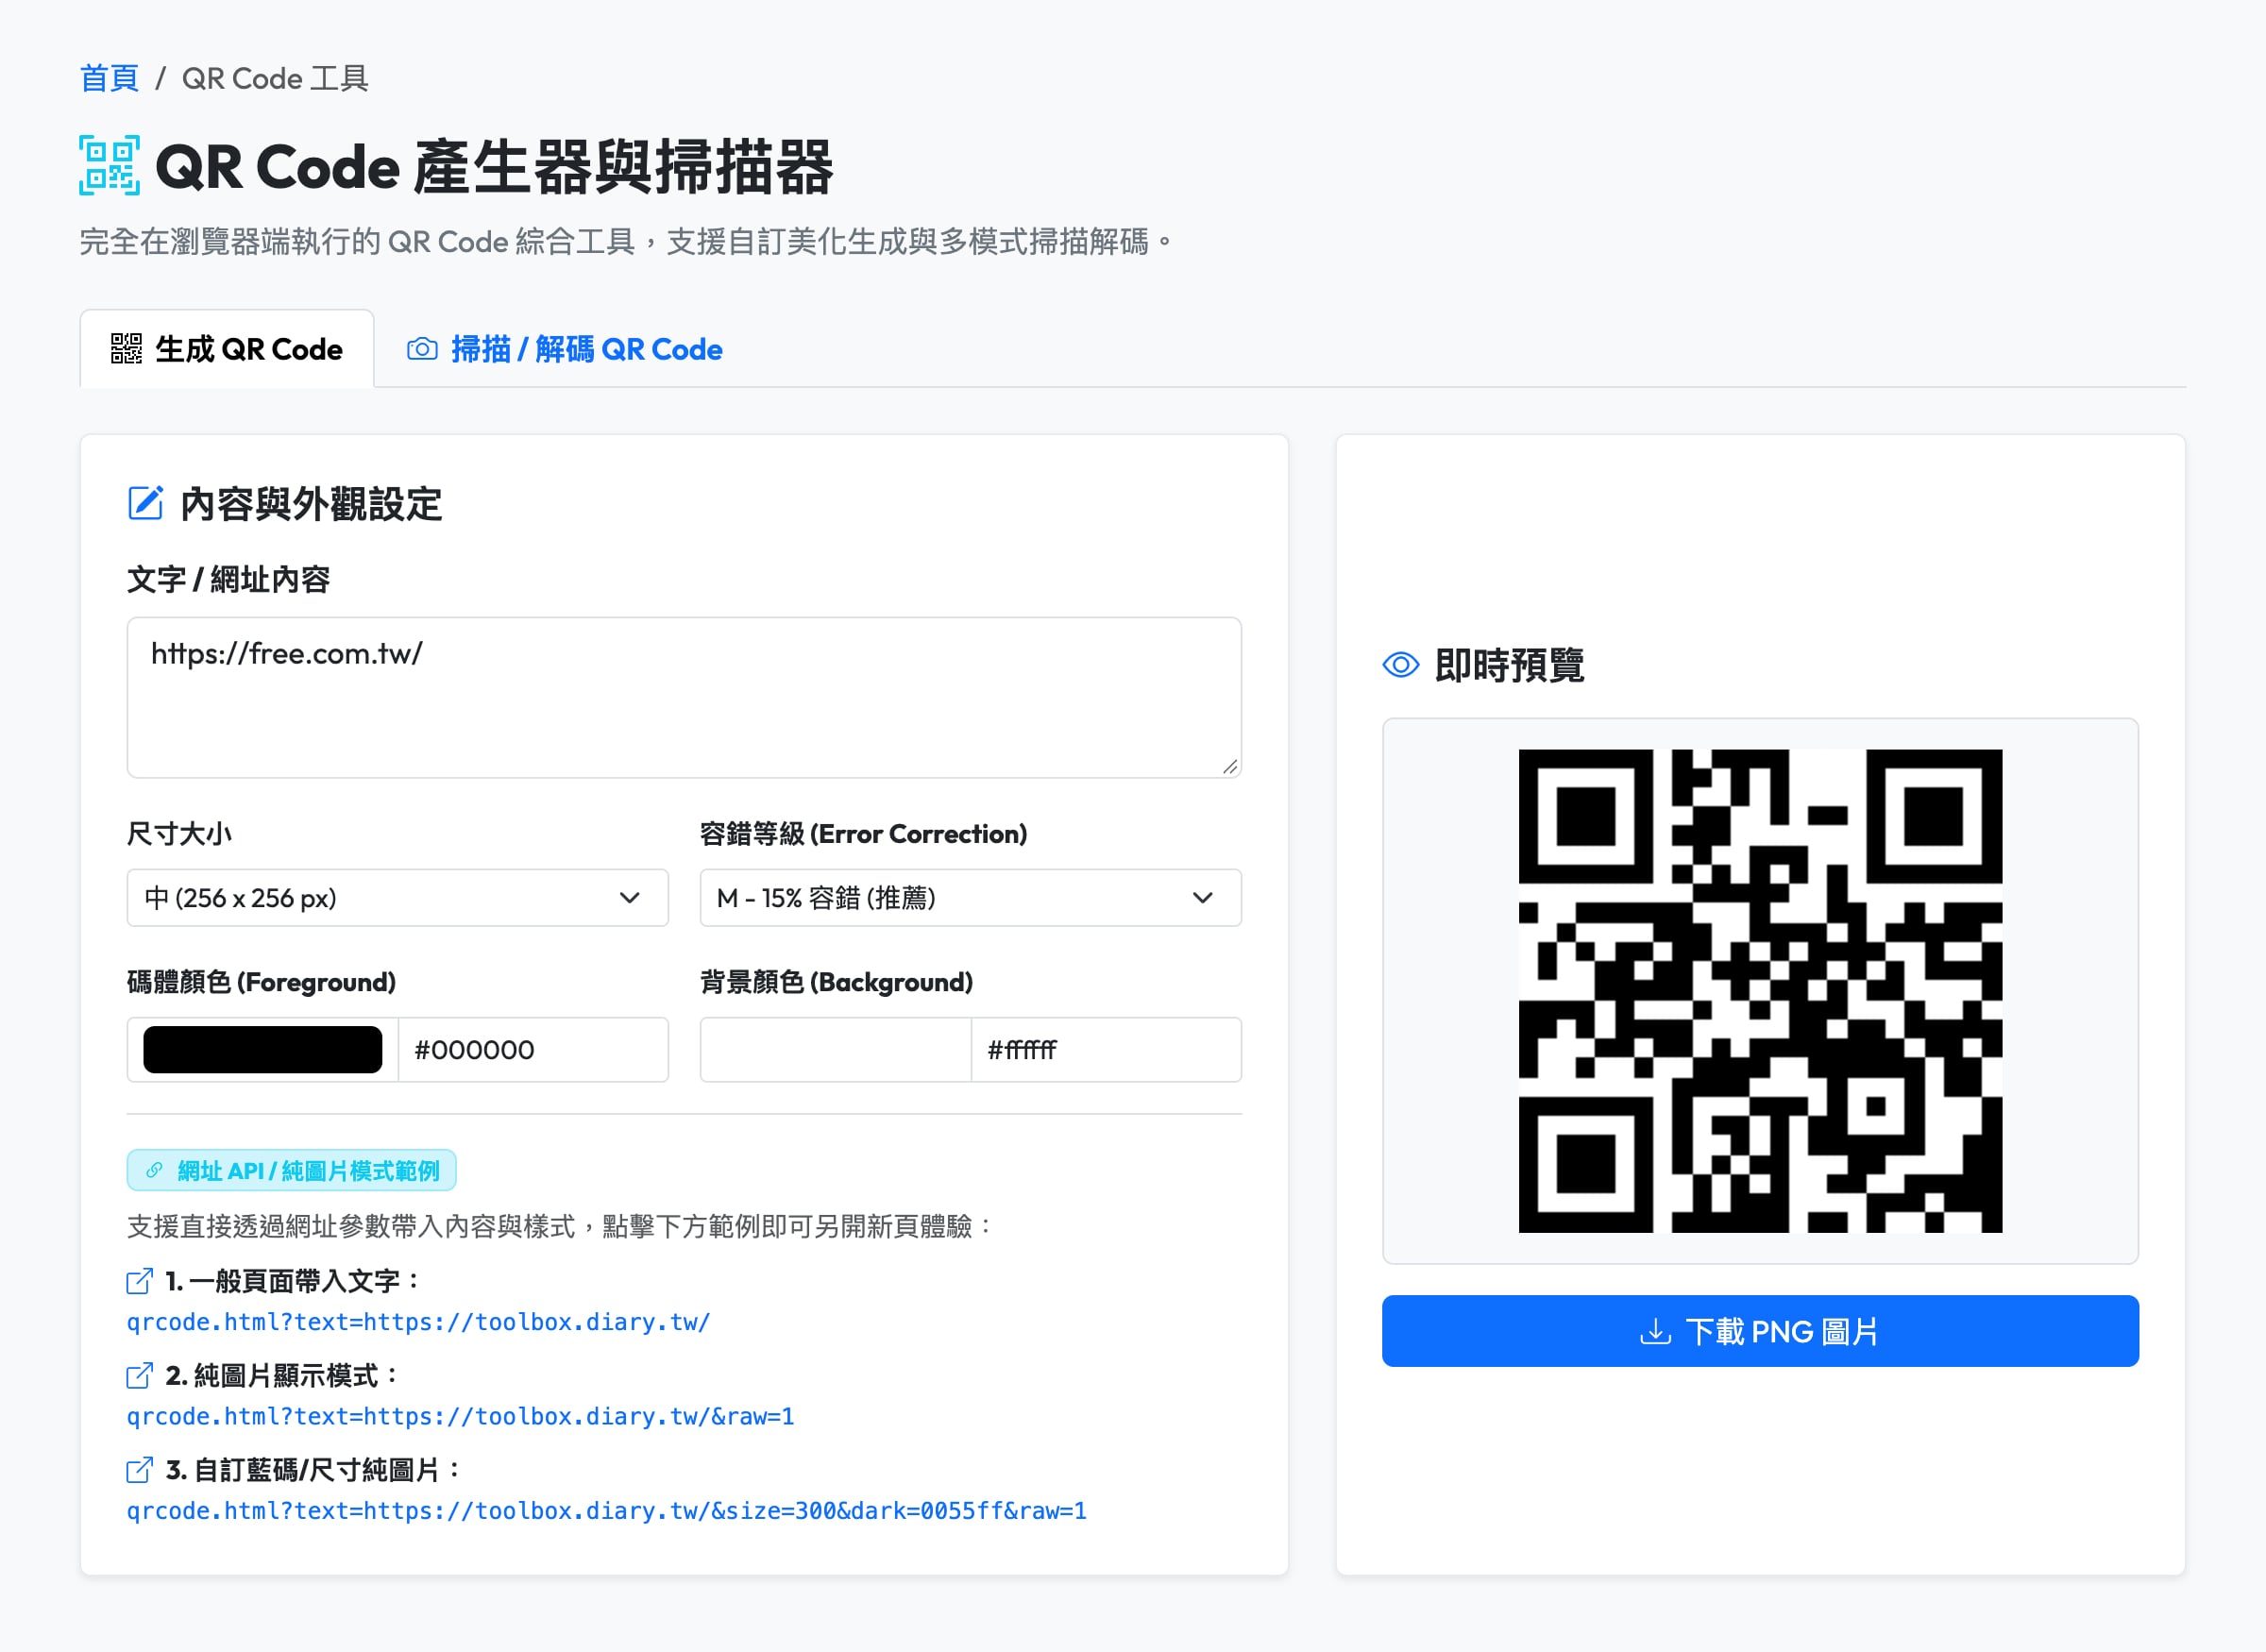 首頁 / QR Code 工具
QR Code 產生器與掃描器
完全在瀏覽器端執行的 QR Code 綜合工具，支援自訂美化生成與多模式掃描解碼。
生成 QR Code
掃描 / 解碼 QR Code
內容與外觀設定
文字 / 網址內容
https://free.com.tw/
尺寸大小
中 (256 x 256 px)
容錯等級 (Error Correction)
M - 15% 容錯 (推薦)
碼體顏色 (Foreground)
#000000
背景顏色 (Background)
#ffffff
網址 API / 純圖片模式範例
支援直接透過網址參數帶入內容與樣式，點擊下方範例即可另開新頁體驗：
1. 一般頁面帶入文字：
qrcode.html?text=https://toolbox.diary.tw/
2. 純圖片顯示模式：
qrcode.html?text=https://toolbox.diary.tw/&raw=1
3. 自訂藍碼/尺寸純圖片：
qrcode.html?text=https://toolbox.diary.tw/&size=300&dark=0055ff&raw=1
即時預覽
下載 PNG 圖片